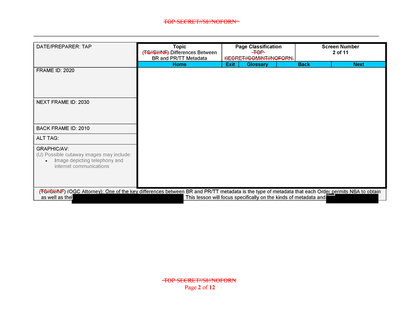 TOP SECRET//SI//NOFORN
DATE/PREPARER: TAP
Topic
(TS//SI//NF) Differences Between
BR and PR/TT Metadata
Page Classification
TOP
SECRET//COMINT//NOFORN
Screen Number
2 of 11
Home
Exit
Glossary
Back
Next
FRAME ID: 2020
NEXT FRAME ID: 2030
BACK FRAME ID: 2010
ALT TAG:
GRAPHIC/AV:
(U) Possible cutaway images may include:
• Image depicting telephony and
internet communications
(TS//SI//NF) (OGC Attorney): One of the key differences between BR and PR/TT metadata is the type of metadata that each Order permits NSA to obtain
as well as the
This lesson will focus specifically on the kinds of metadata and
TOP SECRET//SI//NOFORN
Page 2 of 12